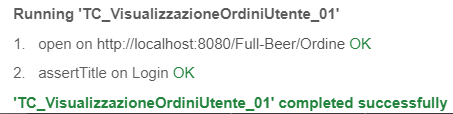 Running 'TC_VisualizzazioneOrdiniUtente_01'
1. open on http://localhost:8080/Full-Beer/Ordine OK
2. assertTitle on Login OK
'TC_VisualizzazioneOrdiniUtente_01' completed successfully